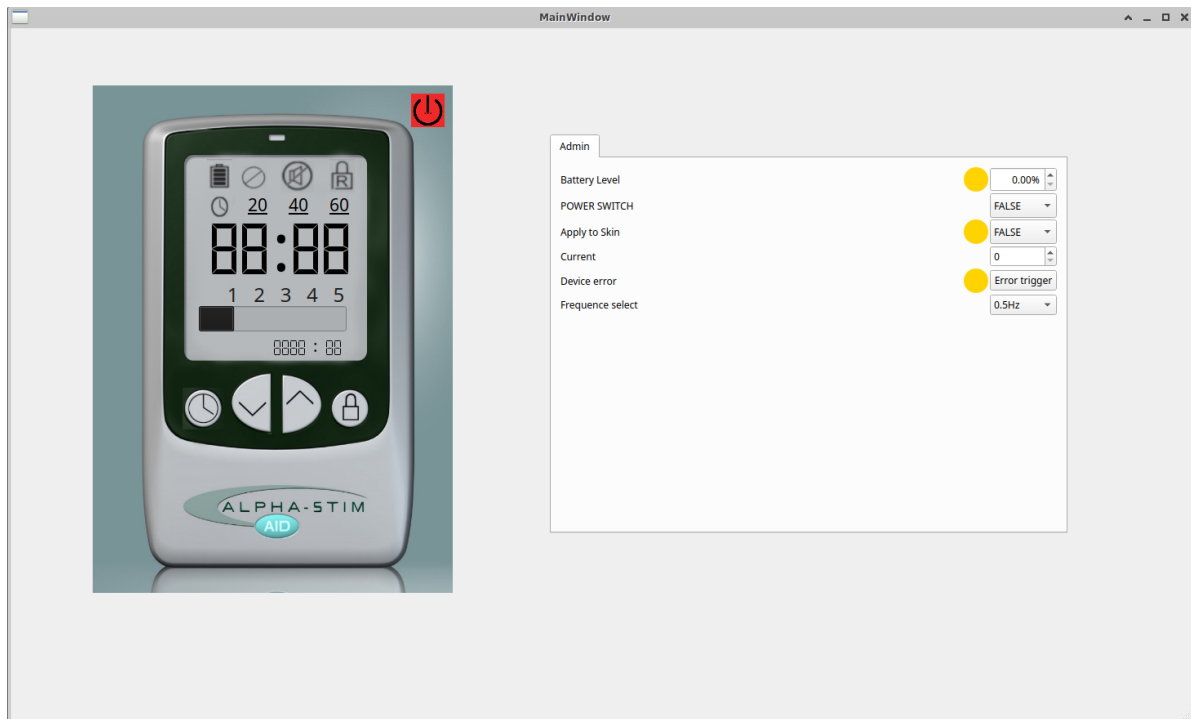 MainWindow
R
20 40 60
88:88
1 2 3 4 5
8888 : 88
ALPHA-STIM
AID
Admin
Battery Level 0.00%
POWER SWITCH FALSE
Apply to Skin FALSE
Current 0
Device error Error trigger
Frequence select 0.5Hz